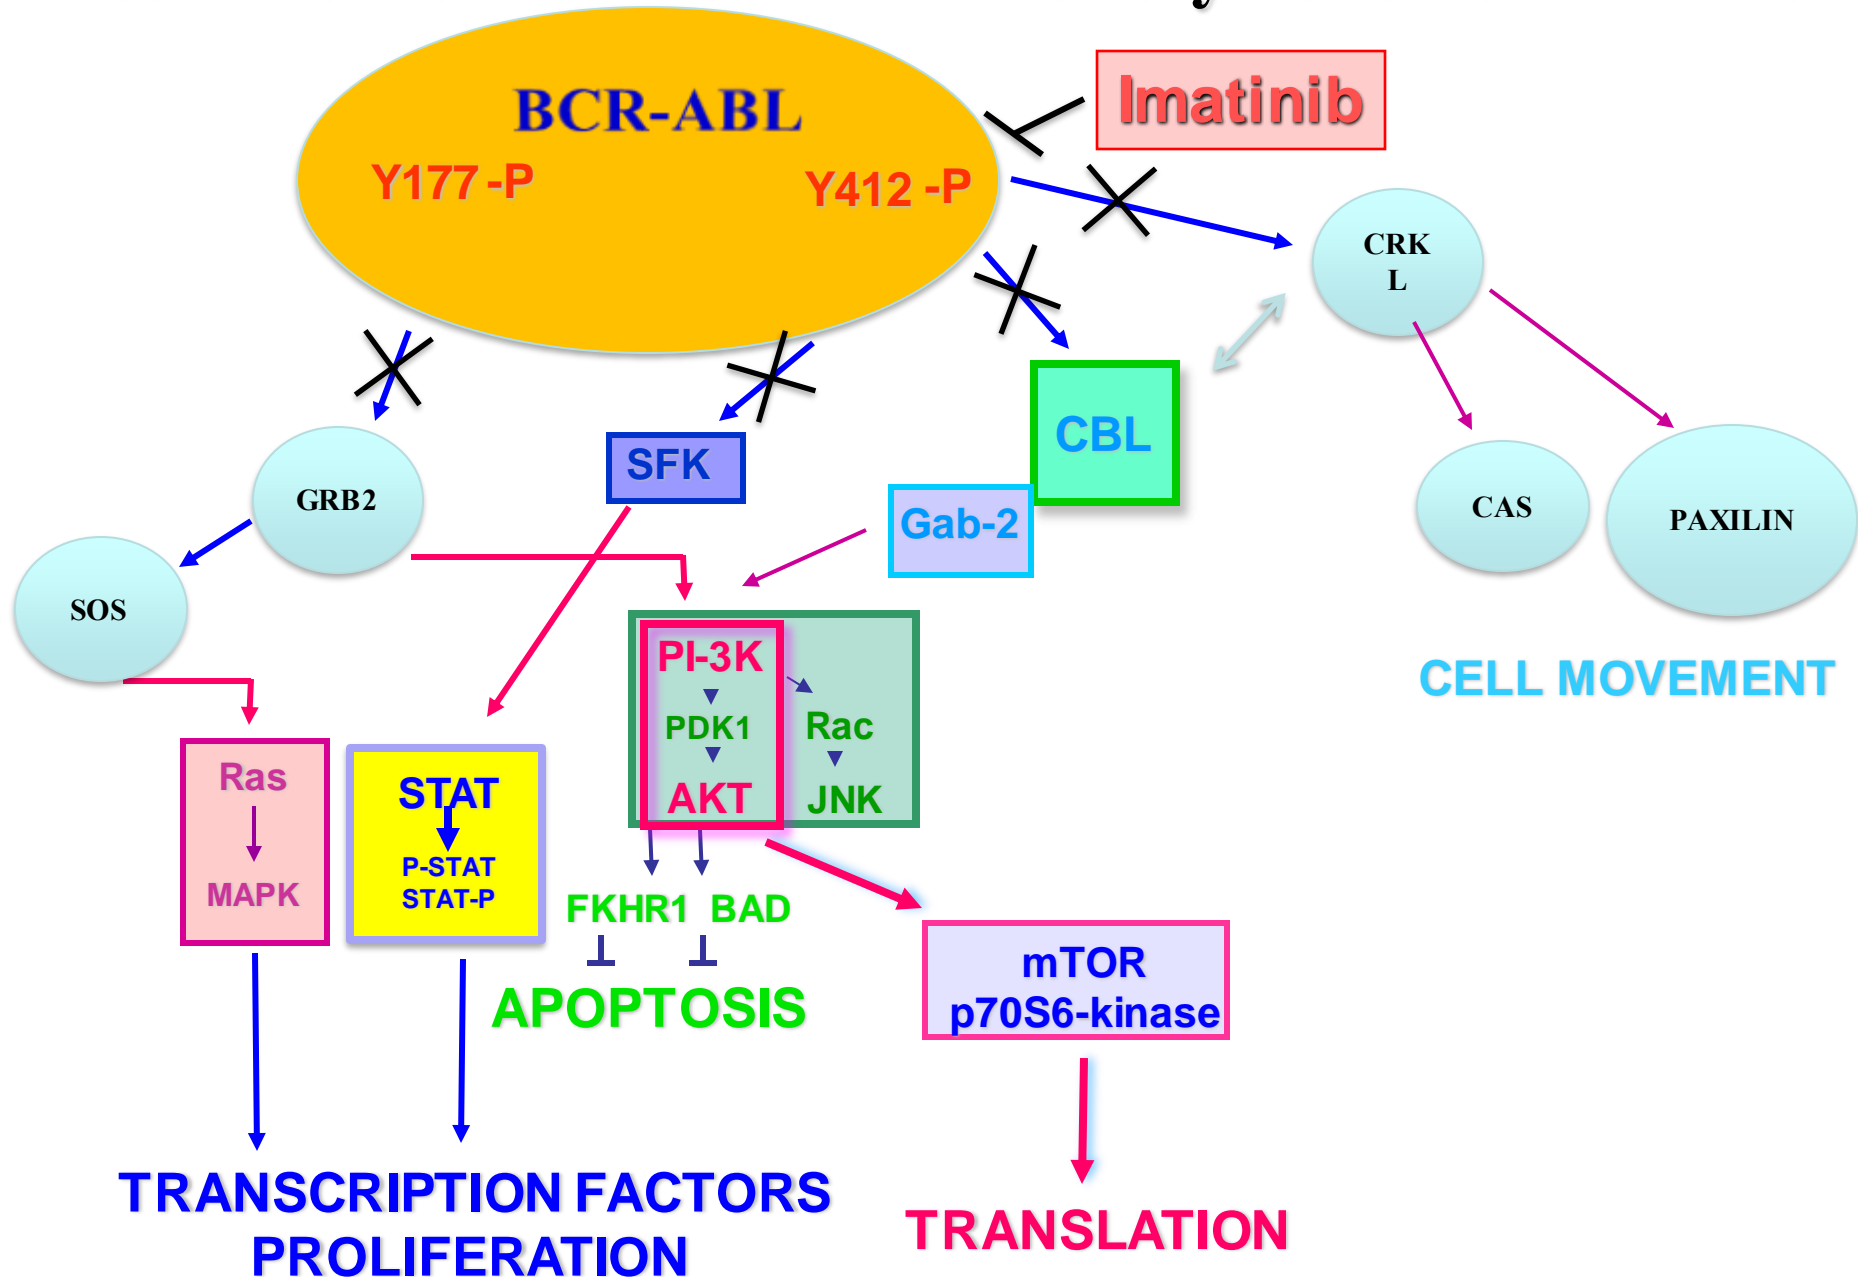 BCR-ABL
Imatinib
Y177 -P
Y412 -P
CRK
L
CBL
SFK
GRB2
CAS
PAXILIN
Gab-2
SOS
PI-3K
CELL MOVEMENT
PDK1
Rac
Ras
STAT
AKT
JNK
P-STAT
MAPK
STAT-P
FKHR1 BAD
mTOR
APOPTOSIS
p70S6-kinase
TRANSCRIPTION FACTORS
PROLIFERATION
TRANSLATION